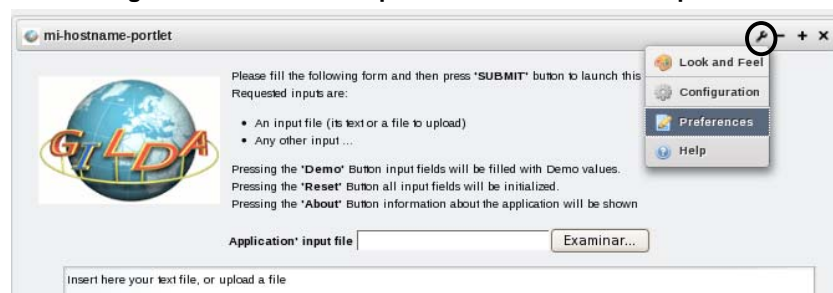 mi-hostname-portlet
Look and Feel
Configuration
Preferences
Help
GILDA
Please fill the following form and then press 'SUBMIT' button to launch this
Requested inputs are:
• An input file (its text or a file to upload)
• Any other input ...
Pressing the 'Demo' Button input fields will be filled with Demo values.
Pressing the 'Reset' Button all input fields will be initialized.
Pressing the 'About' Button information about the application will be shown
Application' input file
Examinar...
Insert here your text file, or upload a file